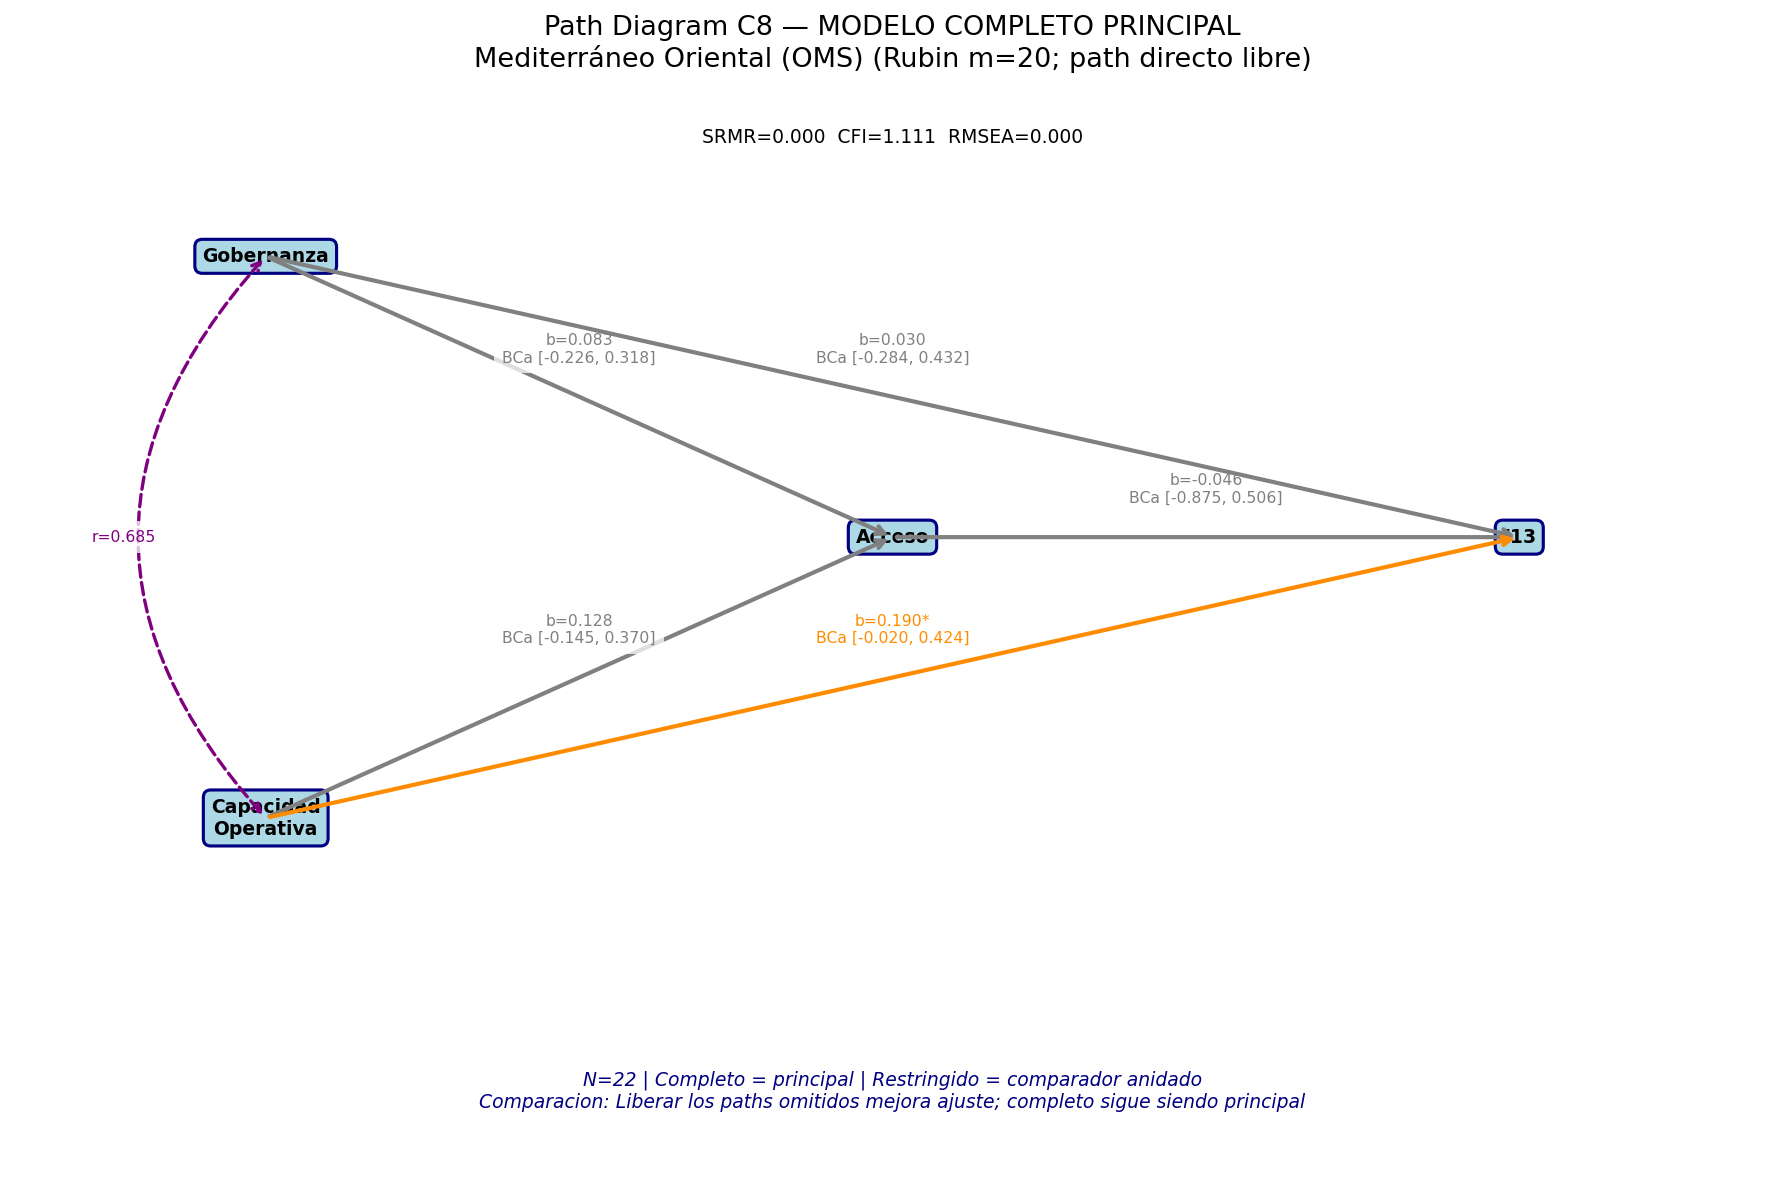 Path Diagram C8 — MODELO COMPLETO PRINCIPAL
Mediterráneo Oriental (OMS) (Rubin m=20; path directo libre)
SRMR=0.000 CFI=1.111 RMSEA=0.000
Gobernanza
b=0.083
BCa [-0.226, 0.318]
b=0.030
BCa [-0.284, 0.432]
b=-0.046
BCa [-0.875, 0.506]
r=0.685
Acceso
13
b=0.128
BCa [-0.145, 0.370]
b=0.190*
BCa [-0.020, 0.424]
Capacidad
Operativa
N=22 | Completo = principal | Restringido = comparador anidado
Comparacion: Liberar los paths omitidos mejora ajuste; completo sigue siendo principal